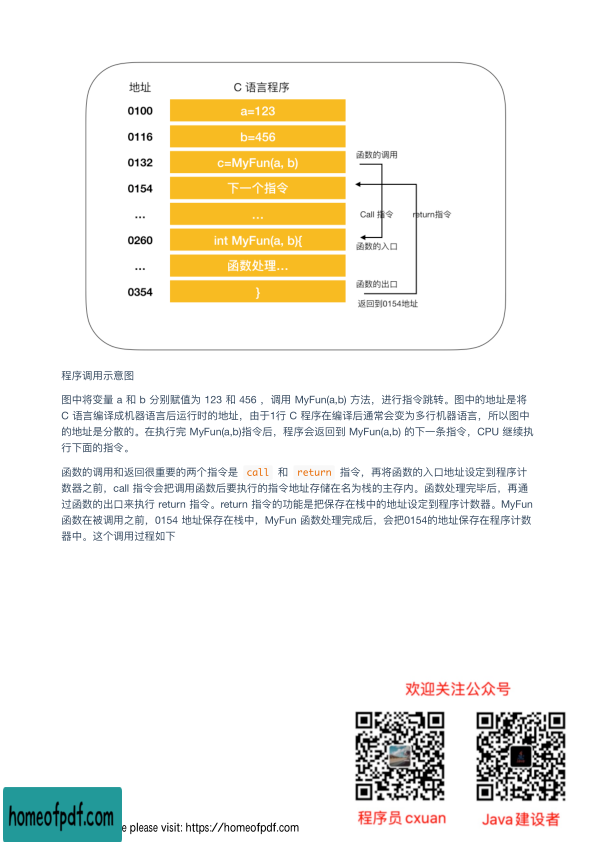 地址 C 语言程序
0100 a=123
0116 b=456
0132 c=MyFun(a, b)
函数的调用
0154 下一个指令
… …
Call 指令 return指令
0260 int MyFun(a, b){
函数的入口
… 函数处理…
函数的出口
0354 }
返回到0154地址
程序调用示意图
图中将变量 a 和 b 分别赋值为 123 和 456 ，调用 MyFun(a,b) 方法，进行指令跳转。图中的地址是将
C 语言编译成机器语言后运行时的地址，由于1行 C 程序在编译后通常会变为多行机器语言，所以图中
的地址是分散的。在执行完 MyFun(a,b)指令后，程序会返回到 MyFun(a,b) 的下一条指令，CPU 继续执
行下面的指令。
函数的调用和返回很重要的两个指令是 call 和 return 指令，再将函数的入口地址设定到程序计
数器之前，call 指令会把调用函数后要执行的指令地址存储在名为栈的主存内。函数处理完毕后，再通
过函数的出口来执行 return 指令。return 指令的功能是把保存在栈中的地址设定到程序计数器。MyFun
函数在被调用之前，0154 地址保存在栈中，MyFun 函数处理完成后，会把0154的地址保存在程序计数
器中。这个调用过程如下
欢迎关注公众号
程序员cxuan Java建设者
homeofpdf.com
e please visit: https://homeofpdf.com